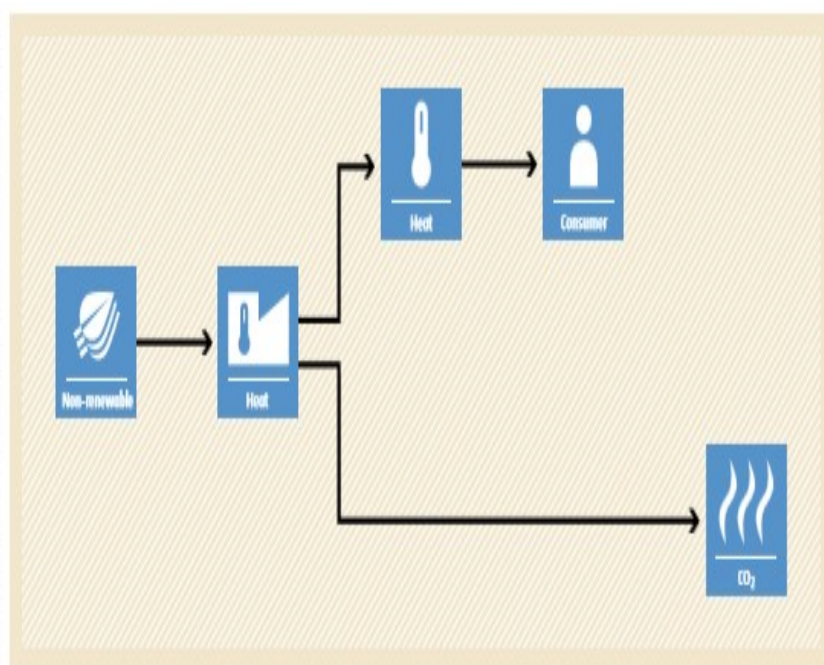 Heat
Consumer
Non-renewable
Heat
CO₂